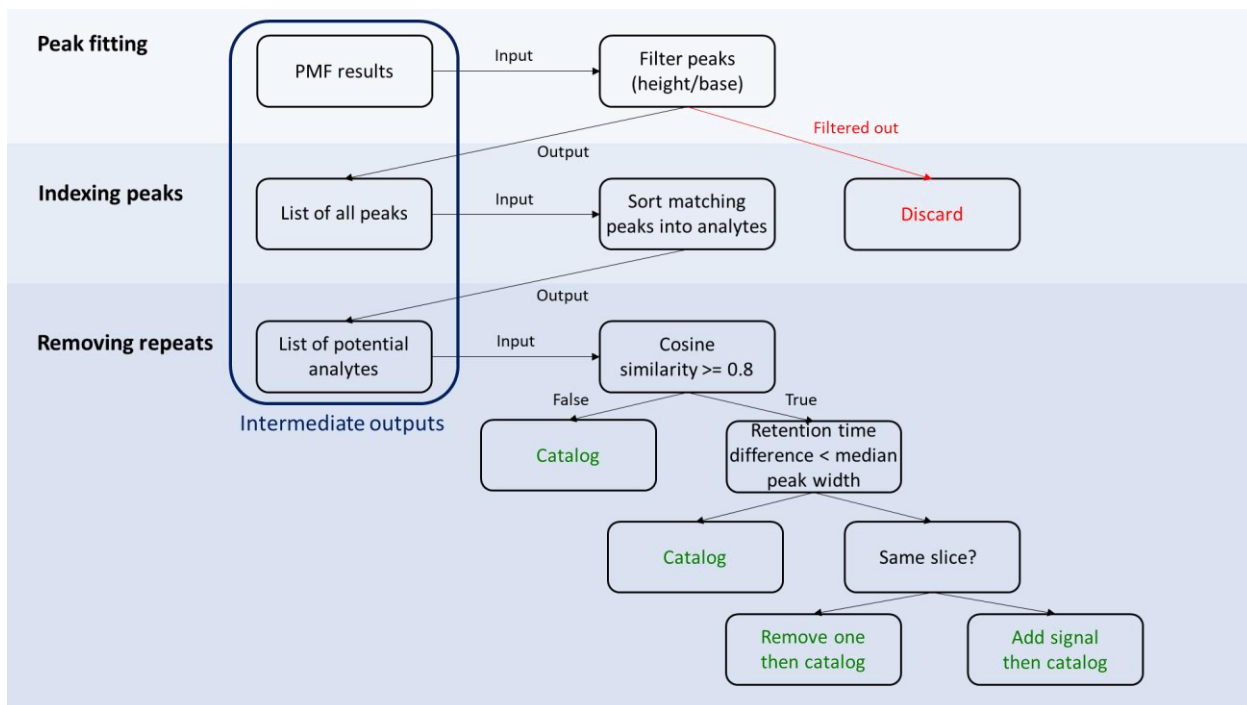 Peak fitting
PMF results
Input
Filter peaks
(height/base)
Filtered out
Output
Indexing peaks
List of all peaks
Input
Sort matching
peaks into analytes
Discard
Output
Removing repeats
List of potential
analytes
Input
Cosine
similarity >= 0.8
Intermediate outputs
False
True
Catalog
Retention time
difference < median
peak width
Catalog
Same slice?
Remove one
then catalog
Add signal
then catalog